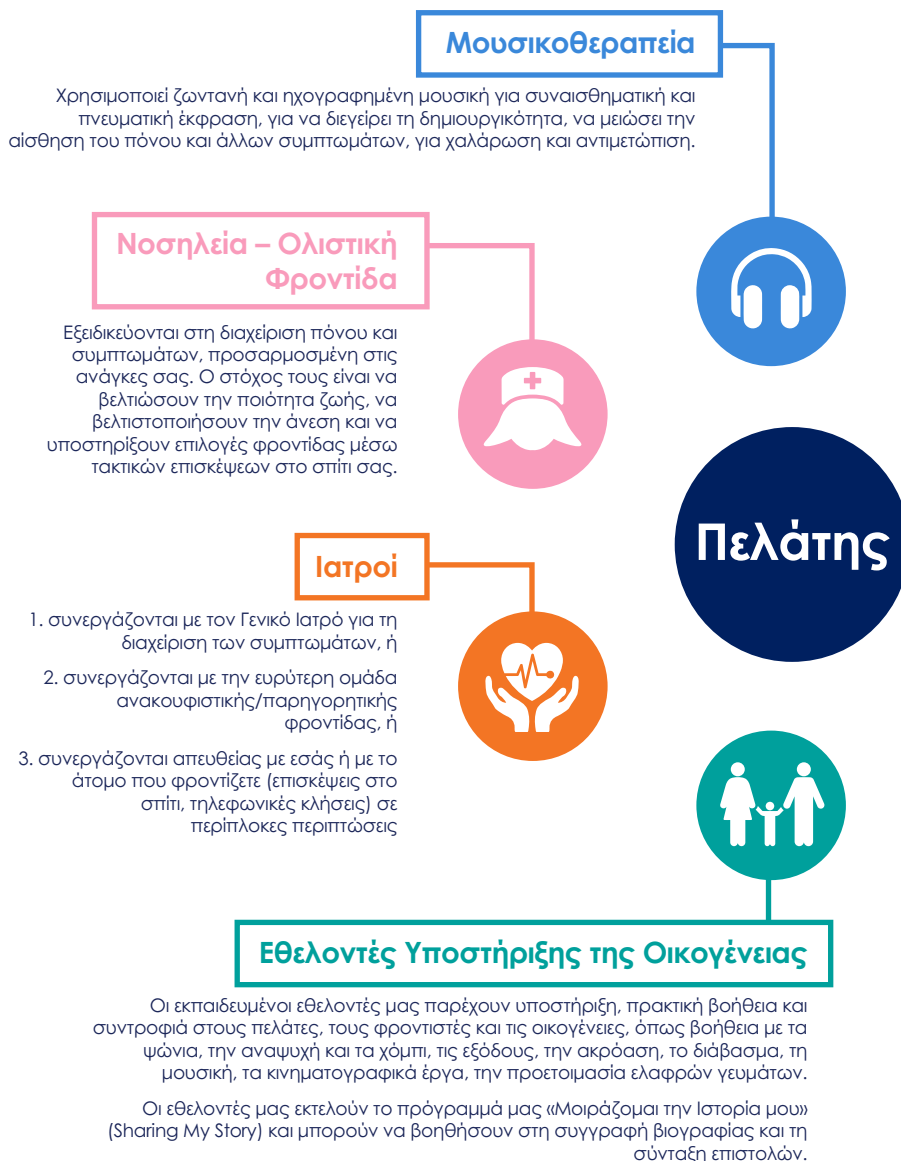 Μουσικοθεραπεία
Χρησιμοποιεί ζωντανή και ηχογραφημένη μουσική για συναισθηματική και
πνευματική έκφραση, για να διεγείρει τη δημιουργικότητα, να μειώσει την
αίσθηση του πόνου και άλλων συμπτωμάτων, για χαλάρωση και αντιμετώπιση.
Νοσηλεία – Ολιστική
Φροντίδα
Εξειδικεύονται στη διαχείριση πόνου και
συμπτωμάτων, προσαρμοσμένη στις
ανάγκες σας. Ο στόχος τους είναι να
βελτιώσουν την ποιότητα ζωής, να
βελτιστοποιήσουν την άνεση και να
υποστηρίξουν επιλογές φροντίδας μέσω
τακτικών επισκέψεων στο σπίτι σας.
Πελάτης
Ιατροί
1. συνεργάζονται με τον Γενικό Ιατρό για τη
διαχείριση των συμπτωμάτων, ή
2. συνεργάζονται με την ευρύτερη ομάδα
ανακουφιστικής/παρηγορητικής
φροντίδας, ή
3. συνεργάζονται απευθείας με εσάς ή με το
άτομο που φροντίζετε (επισκέψεις στο
σπίτι, τηλεφωνικές κλήσεις) σε
περίπλοκες περιπτώσεις
Εθελοντές Υποστήριξης της Οικογένειας
Οι εκπαιδευμένοι εθελοντές μας παρέχουν υποστήριξη, πρακτική βοήθεια και
συντροφιά στους πελάτες, τους φροντιστές και τις οικογένειες, όπως βοήθεια με τα
ψώνια, την αναψυχή και τα χόμπι, τις εξόδους, την ακρόαση, το διάβασμα, τη
μουσική, τα κινηματογραφικά έργα, την προετοιμασία ελαφρών γευμάτων.
Οι εθελοντές μας εκτελούν το πρόγραμμά μας «Μοιράζομαι την Ιστορία μου»
(Sharing My Story) και μπορούν να βοηθήσουν στη συγγραφή βιογραφίας και τη
σύνταξη επιστολών.